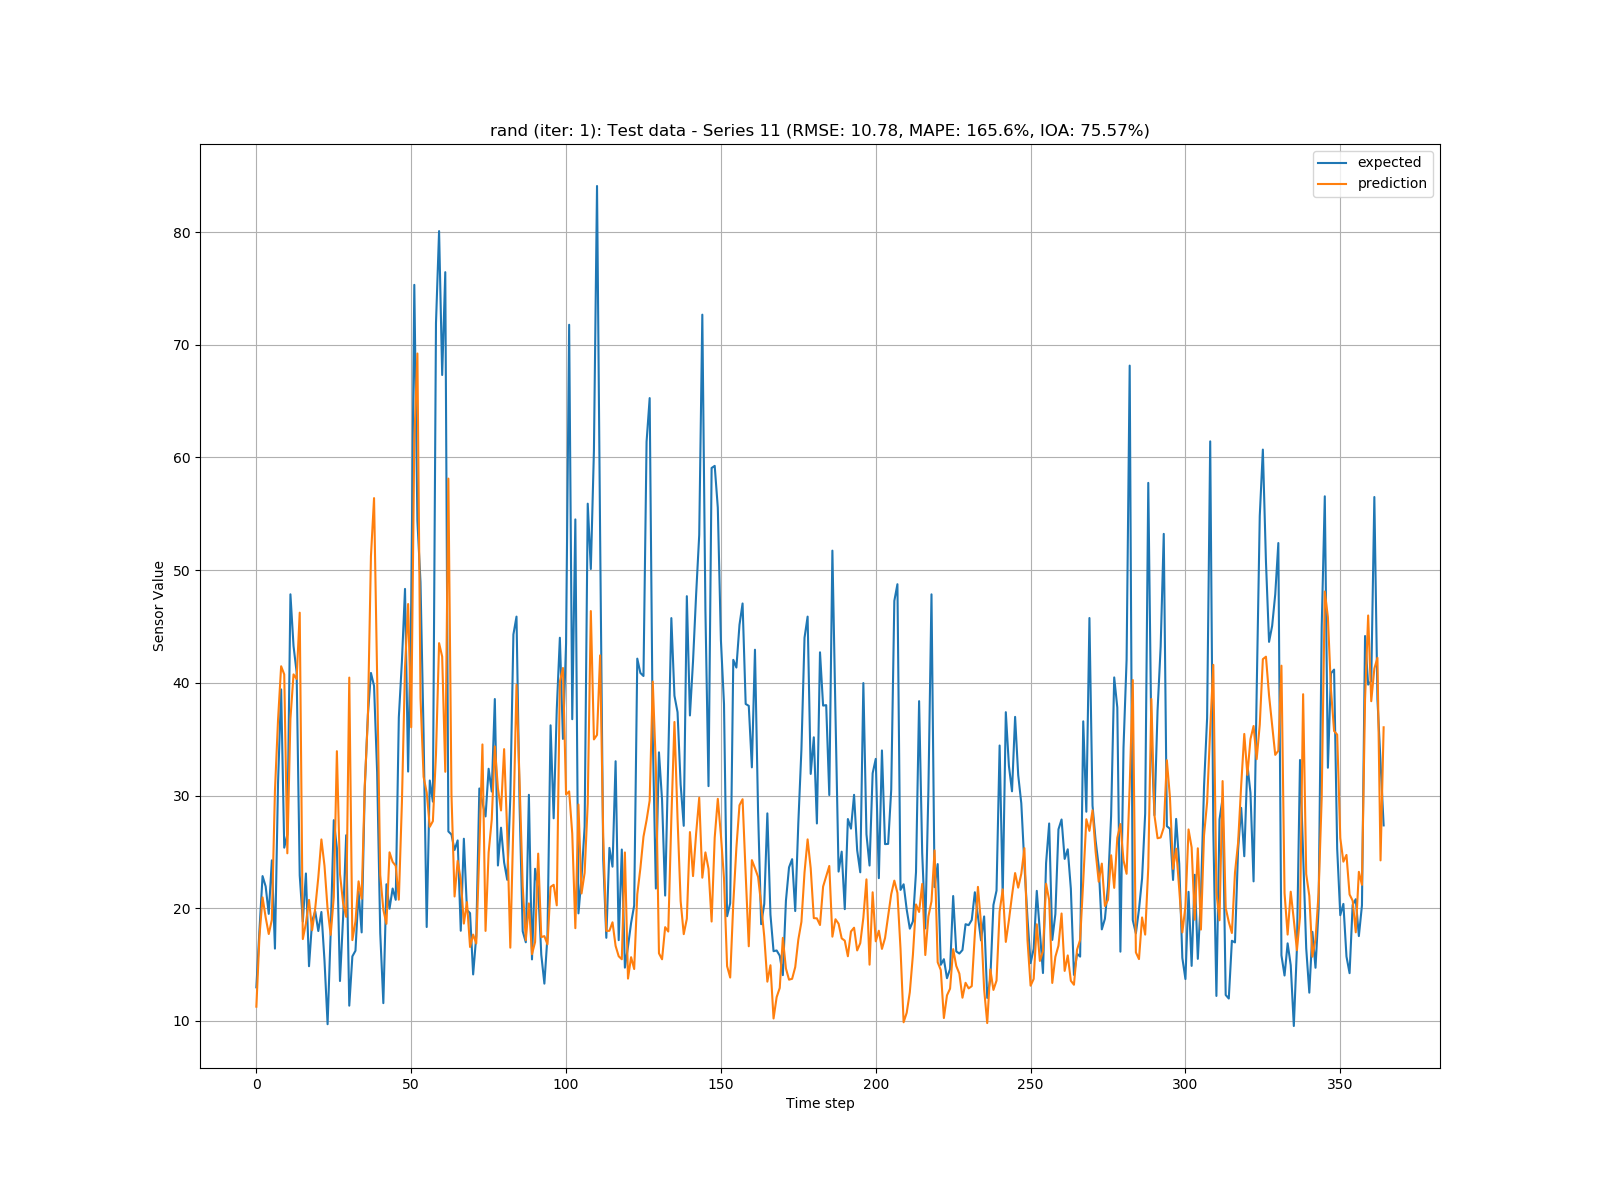 rand (iter: 1): Test data - Series 11 (RMSE: 10.78, MAPE: 165.6%, IOA: 75.57%)
expected
prediction
80
70
60
50
40
30
20
10
Sensor Value
0 50 100 150 200 250 300 350
Time step